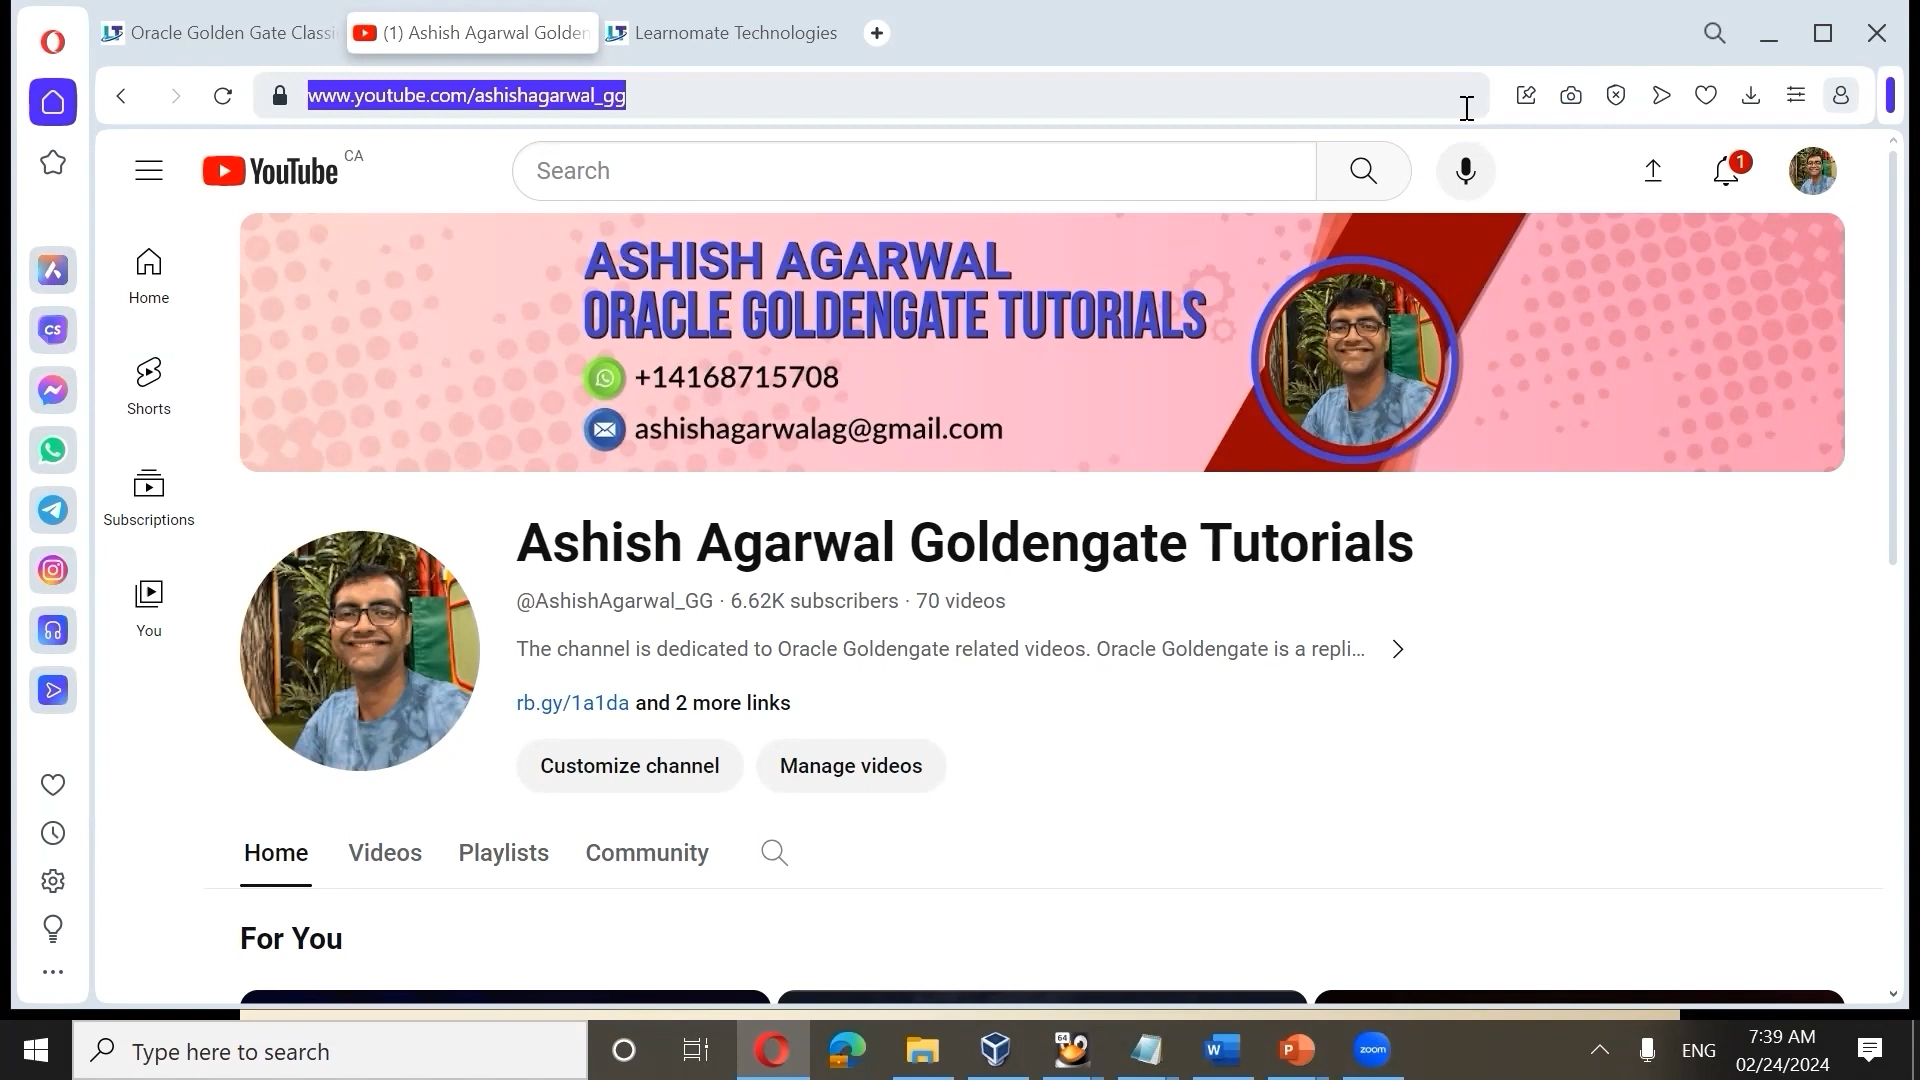 Oracle Golden Gate Classi
(1) Ashish Agarwal Golden
Learnomate Technologies
www.youtube.com/ashishagarwal_gg
YouTube
CA
Search
1
ASHISH AGARWAL
ORACLE GOLDENGATE TUTORIALS
+14168715708
ashishagarwalag@gmail.com
Home
Shorts
Subscriptions
You
CS
Ashish Agarwal Goldengate Tutorials
@AshishAgarwal_GG · 6.62K subscribers · 70 videos
The channel is dedicated to Oracle Goldengate related videos. Oracle Goldengate is a repli...
rb.gy/1a1da and 2 more links
Customize channel
Manage videos
Home
Videos
Playlists
Community
For You
Type here to search
64
W
P
zoom
ENG
7:39 AM
02/24/2024